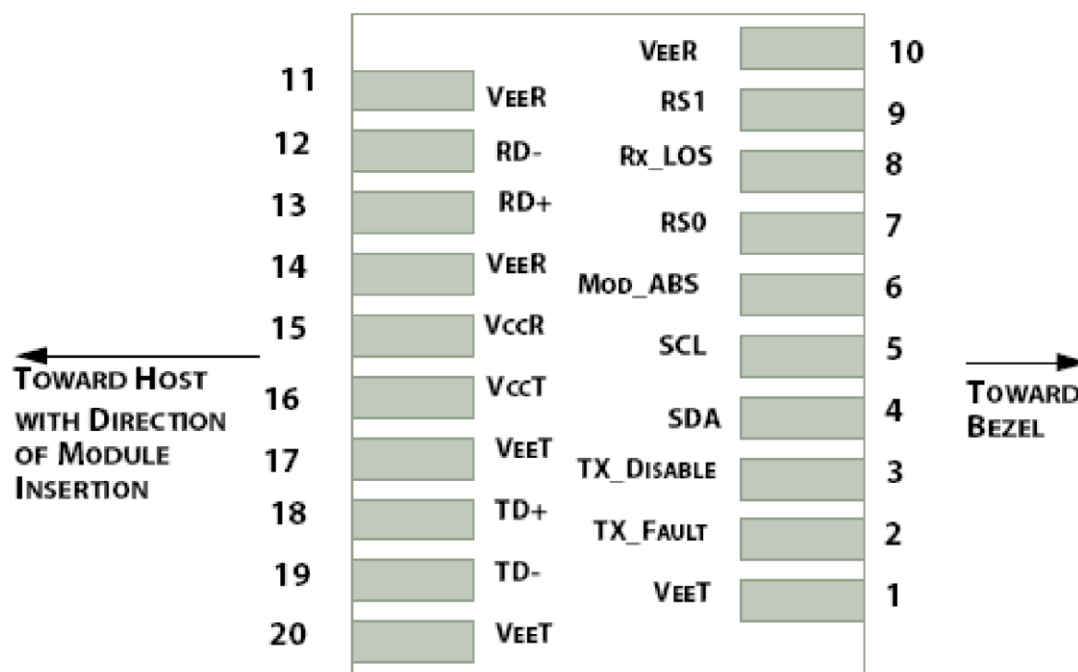 VEER 10
11 VEER
RS1 9
12 RD-
Rx_LOS 8
13 RD+
RS0 7
14 VEER
MOD_ABS 6
15 VCCR
SCL 5
16 VCCT
SDA 4
17 VEET
TX_DISABLE 3
18 TD+
TX_FAULT 2
19 TD-
VEET 1
20 VEET
TOWARD HOST
WITH DIRECTION
OF MODULE
INSERTION
TOWARD
BEZEL